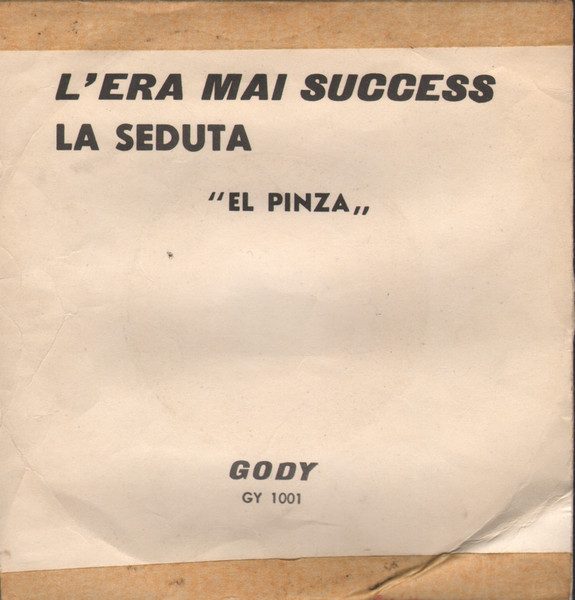 L'ERA MAI SUCCESS
LA SEDUTA
"EL PINZA„
GODY
GY 1001